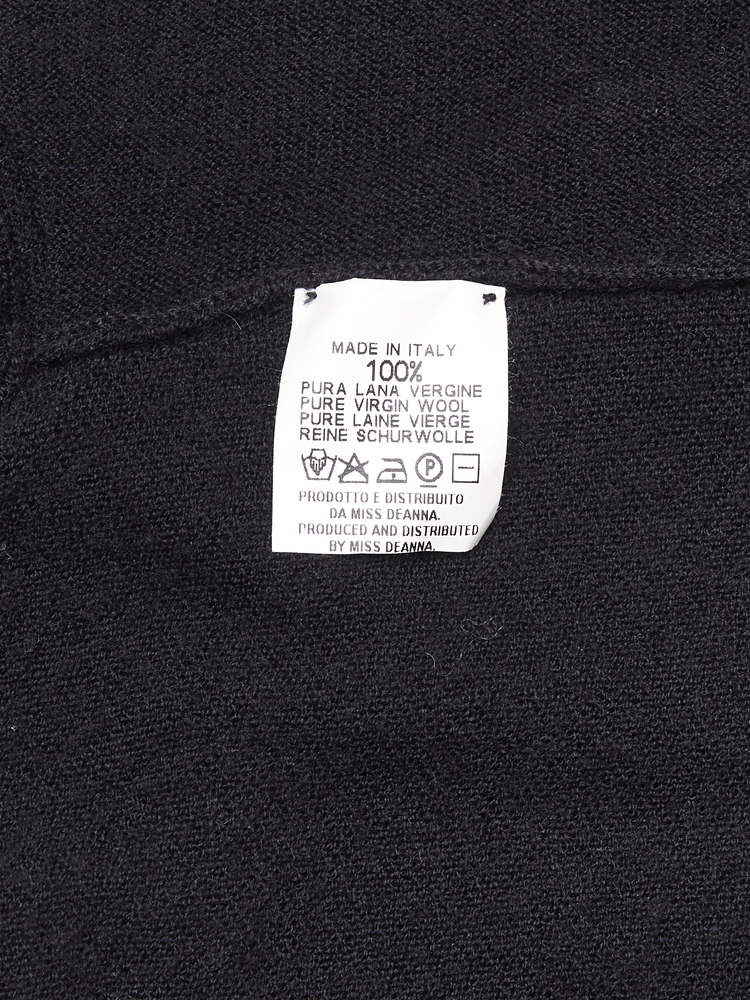 MADE IN ITALY
100%
PURA LANA VERGINE
PURE VIRGIN WOOL
PURE LAINE VIERGE
REINE SCHURWOLLE
P
PRODOTTO E DISTRIBUITO
DA MISS DEANNA.
PRODUCED AND DISTRIBUTED
BY MISS DEANNA.